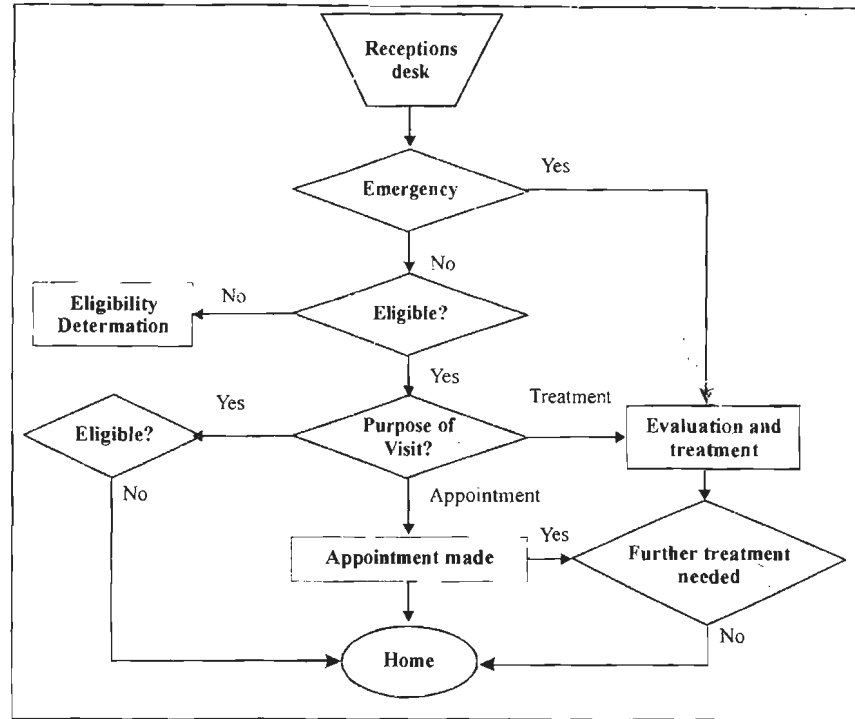 Receptions
desk
Yes
Emergency
No
No
Eligibility
Determation
Eligible?
Yes
Treatment
Yes
Eligible?
Purpose of
Visit?
Evaluation and
treatment
No
Appointment
Yes
Appointment made
Further treatment
needed
No
Home